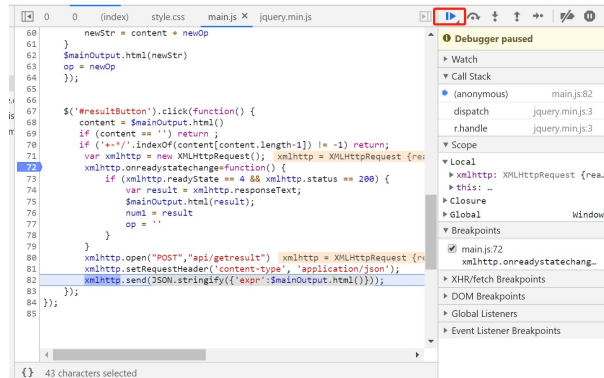 0 0 (index) style.css main.js × jquery.min.js
60 newStr = content + newOp
61 }
62 $mainOutput.html(newStr)
63 op = newOp
64 });
65
66
67 $('#resultButton').click(function() {
68 content = $mainOutput.html()
69 if (content == '') return ;
70 if ('+-*/'.indexOf(content[content.length-1]) != -1) return;
71 var xmlhttp = new XMLHttpRequest(); xmlhttp = XMLHttpRequest {rea
72 xmlhttp.onreadystatechange=function() {
73 if (xmlhttp.readyState == 4 && xmlhttp.status == 200) {
74 var result = xmlhttp.responseText;
75 $mainOutput.html(result);
76 num1 = result
77 op = ''
78 }
79 }
80 xmlhttp.open("POST","api/getresult") xmlhttp = XMLHttpRequest {re
81 xmlhttp.setRequestHeader('content-type', 'application/json');
82 xmlhttp.send(JSON.stringify({'expr':$mainOutput.html()}));
83 });
84 });
85
{} 43 characters selected
Debugger paused
Watch
Call Stack
(anonymous) main.js:82
dispatch jquery.min.js:3
r.handle jquery.min.js:3
Scope
Local
xmlhttp: XMLHttpRequest {rea…
this: …
Closure
Global Window
Breakpoints
main.js:72
xmlhttp.onreadystatechang…
XHR/fetch Breakpoints
DOM Breakpoints
Global Listeners
Event Listener Breakpoints